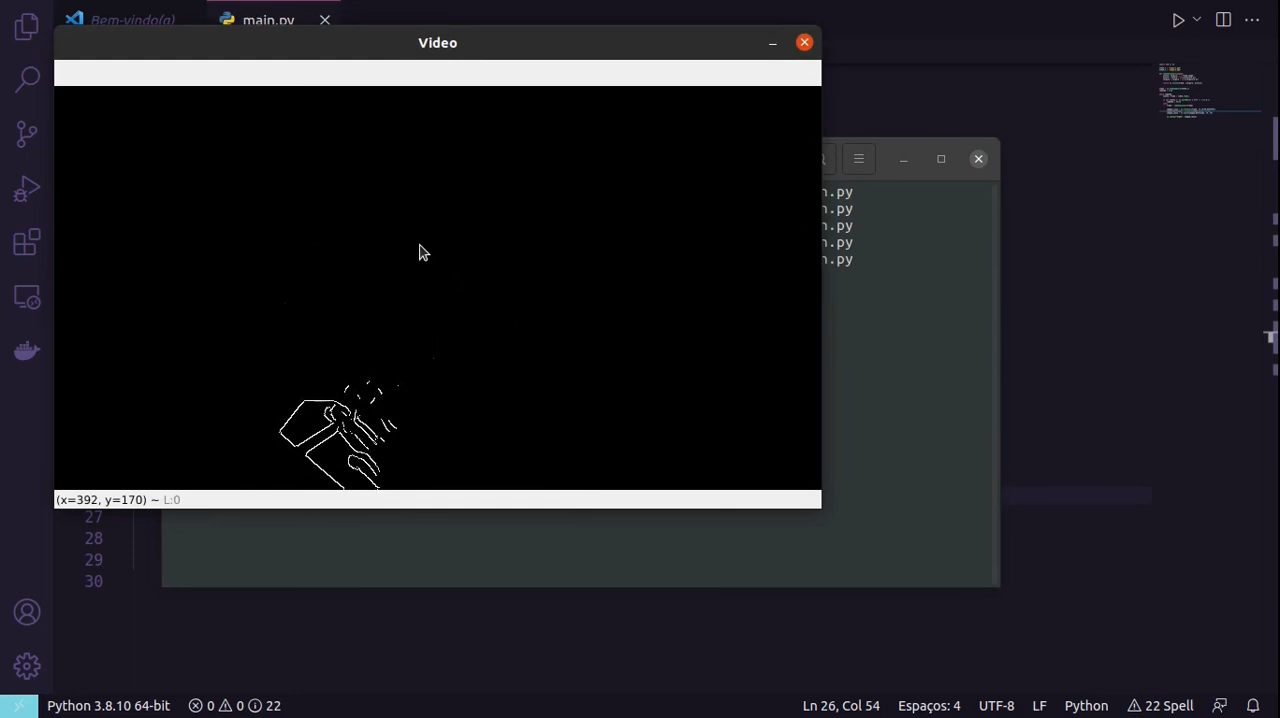 Bem-vindo(a)
main.py
Video
n.py
n.py
n.py
n.py
n.py
(x=392, y=170) ~ L:0
27
28
29
30
Python 3.8.10 64-bit
0
0
22
Ln 26, Col 54
Espaços: 4
UTF-8
LF
Python
22 Spell